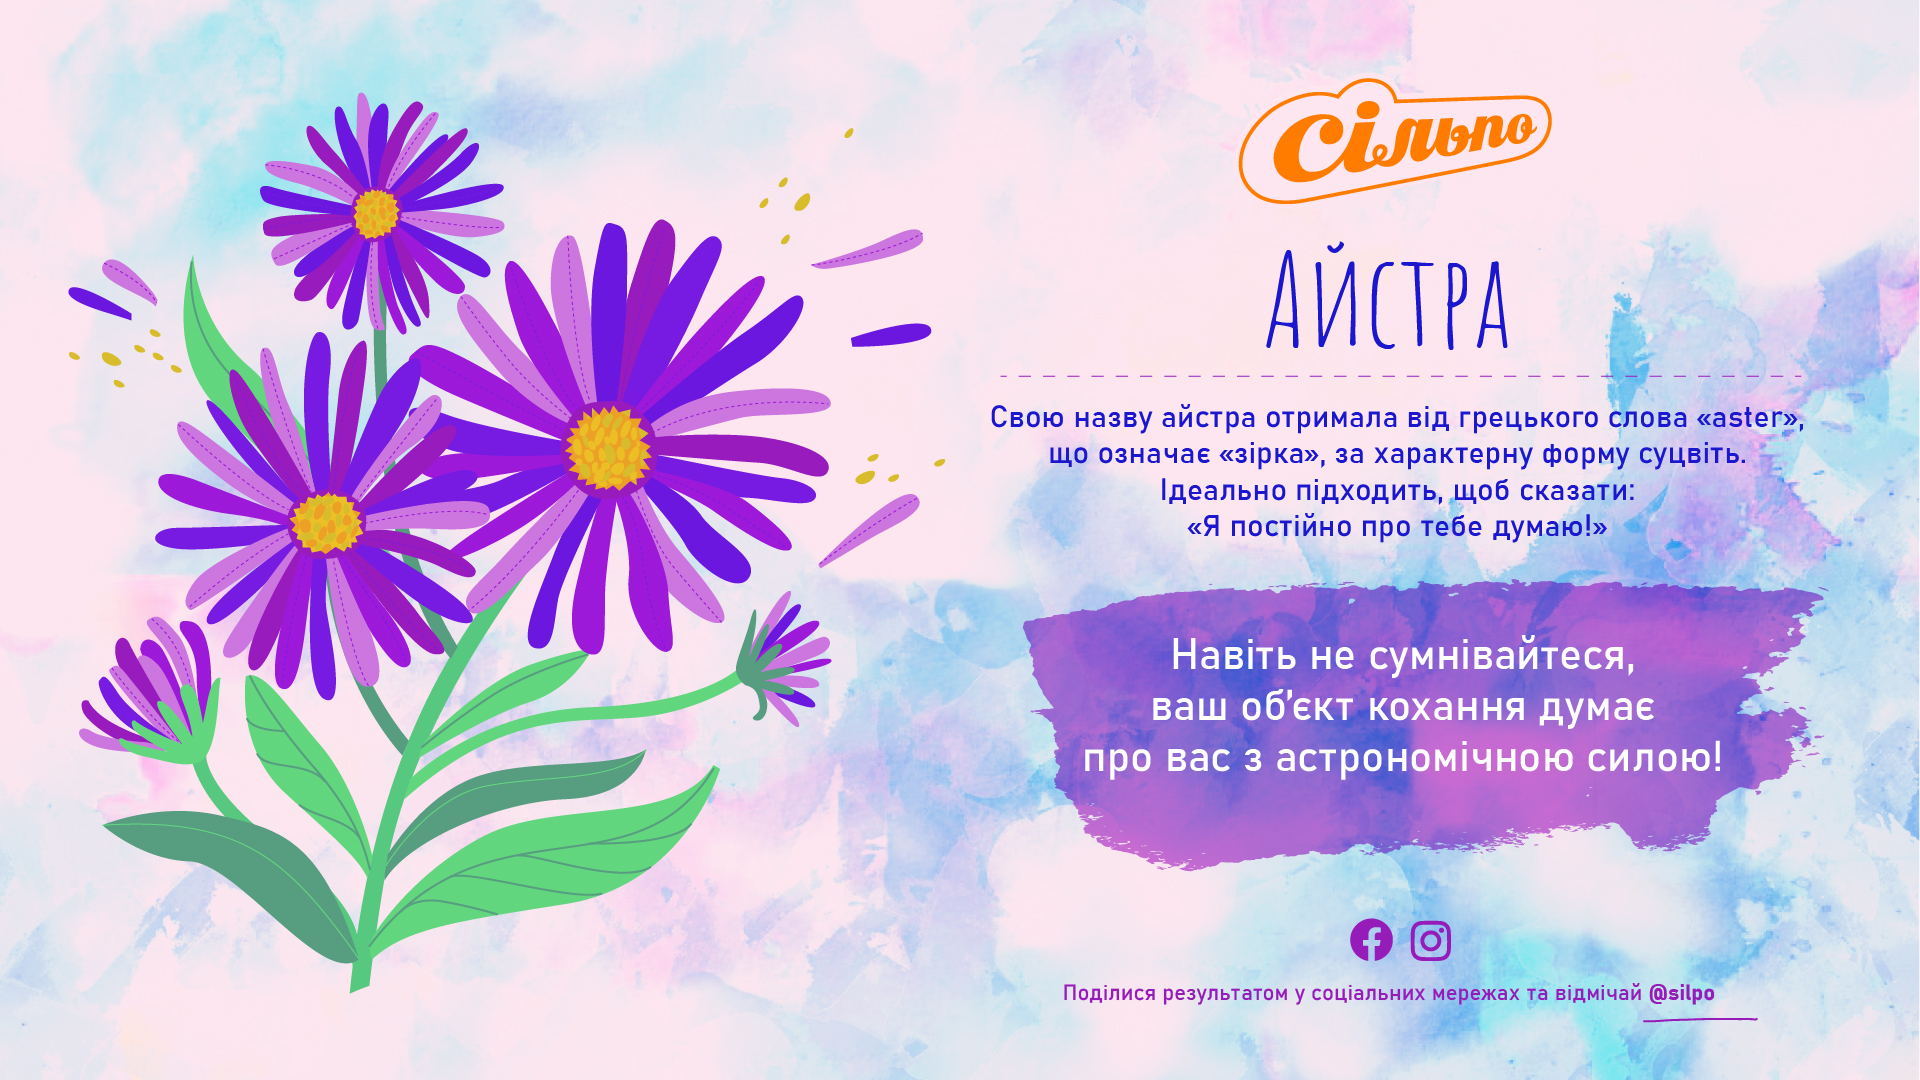 Сільпо
Айстра
Свою назву айстра отримала від грецького слова «aster»,
що означає «зірка», за характерну форму суцвіть.
Ідеально підходить, щоб сказати:
«Я постійно про тебе думаю!»
Навіть не сумнівайтеся,
ваш об’єкт кохання думає
про вас з астрономічною силою!
Поділися результатом у соціальних мережах та відмічай @silpo